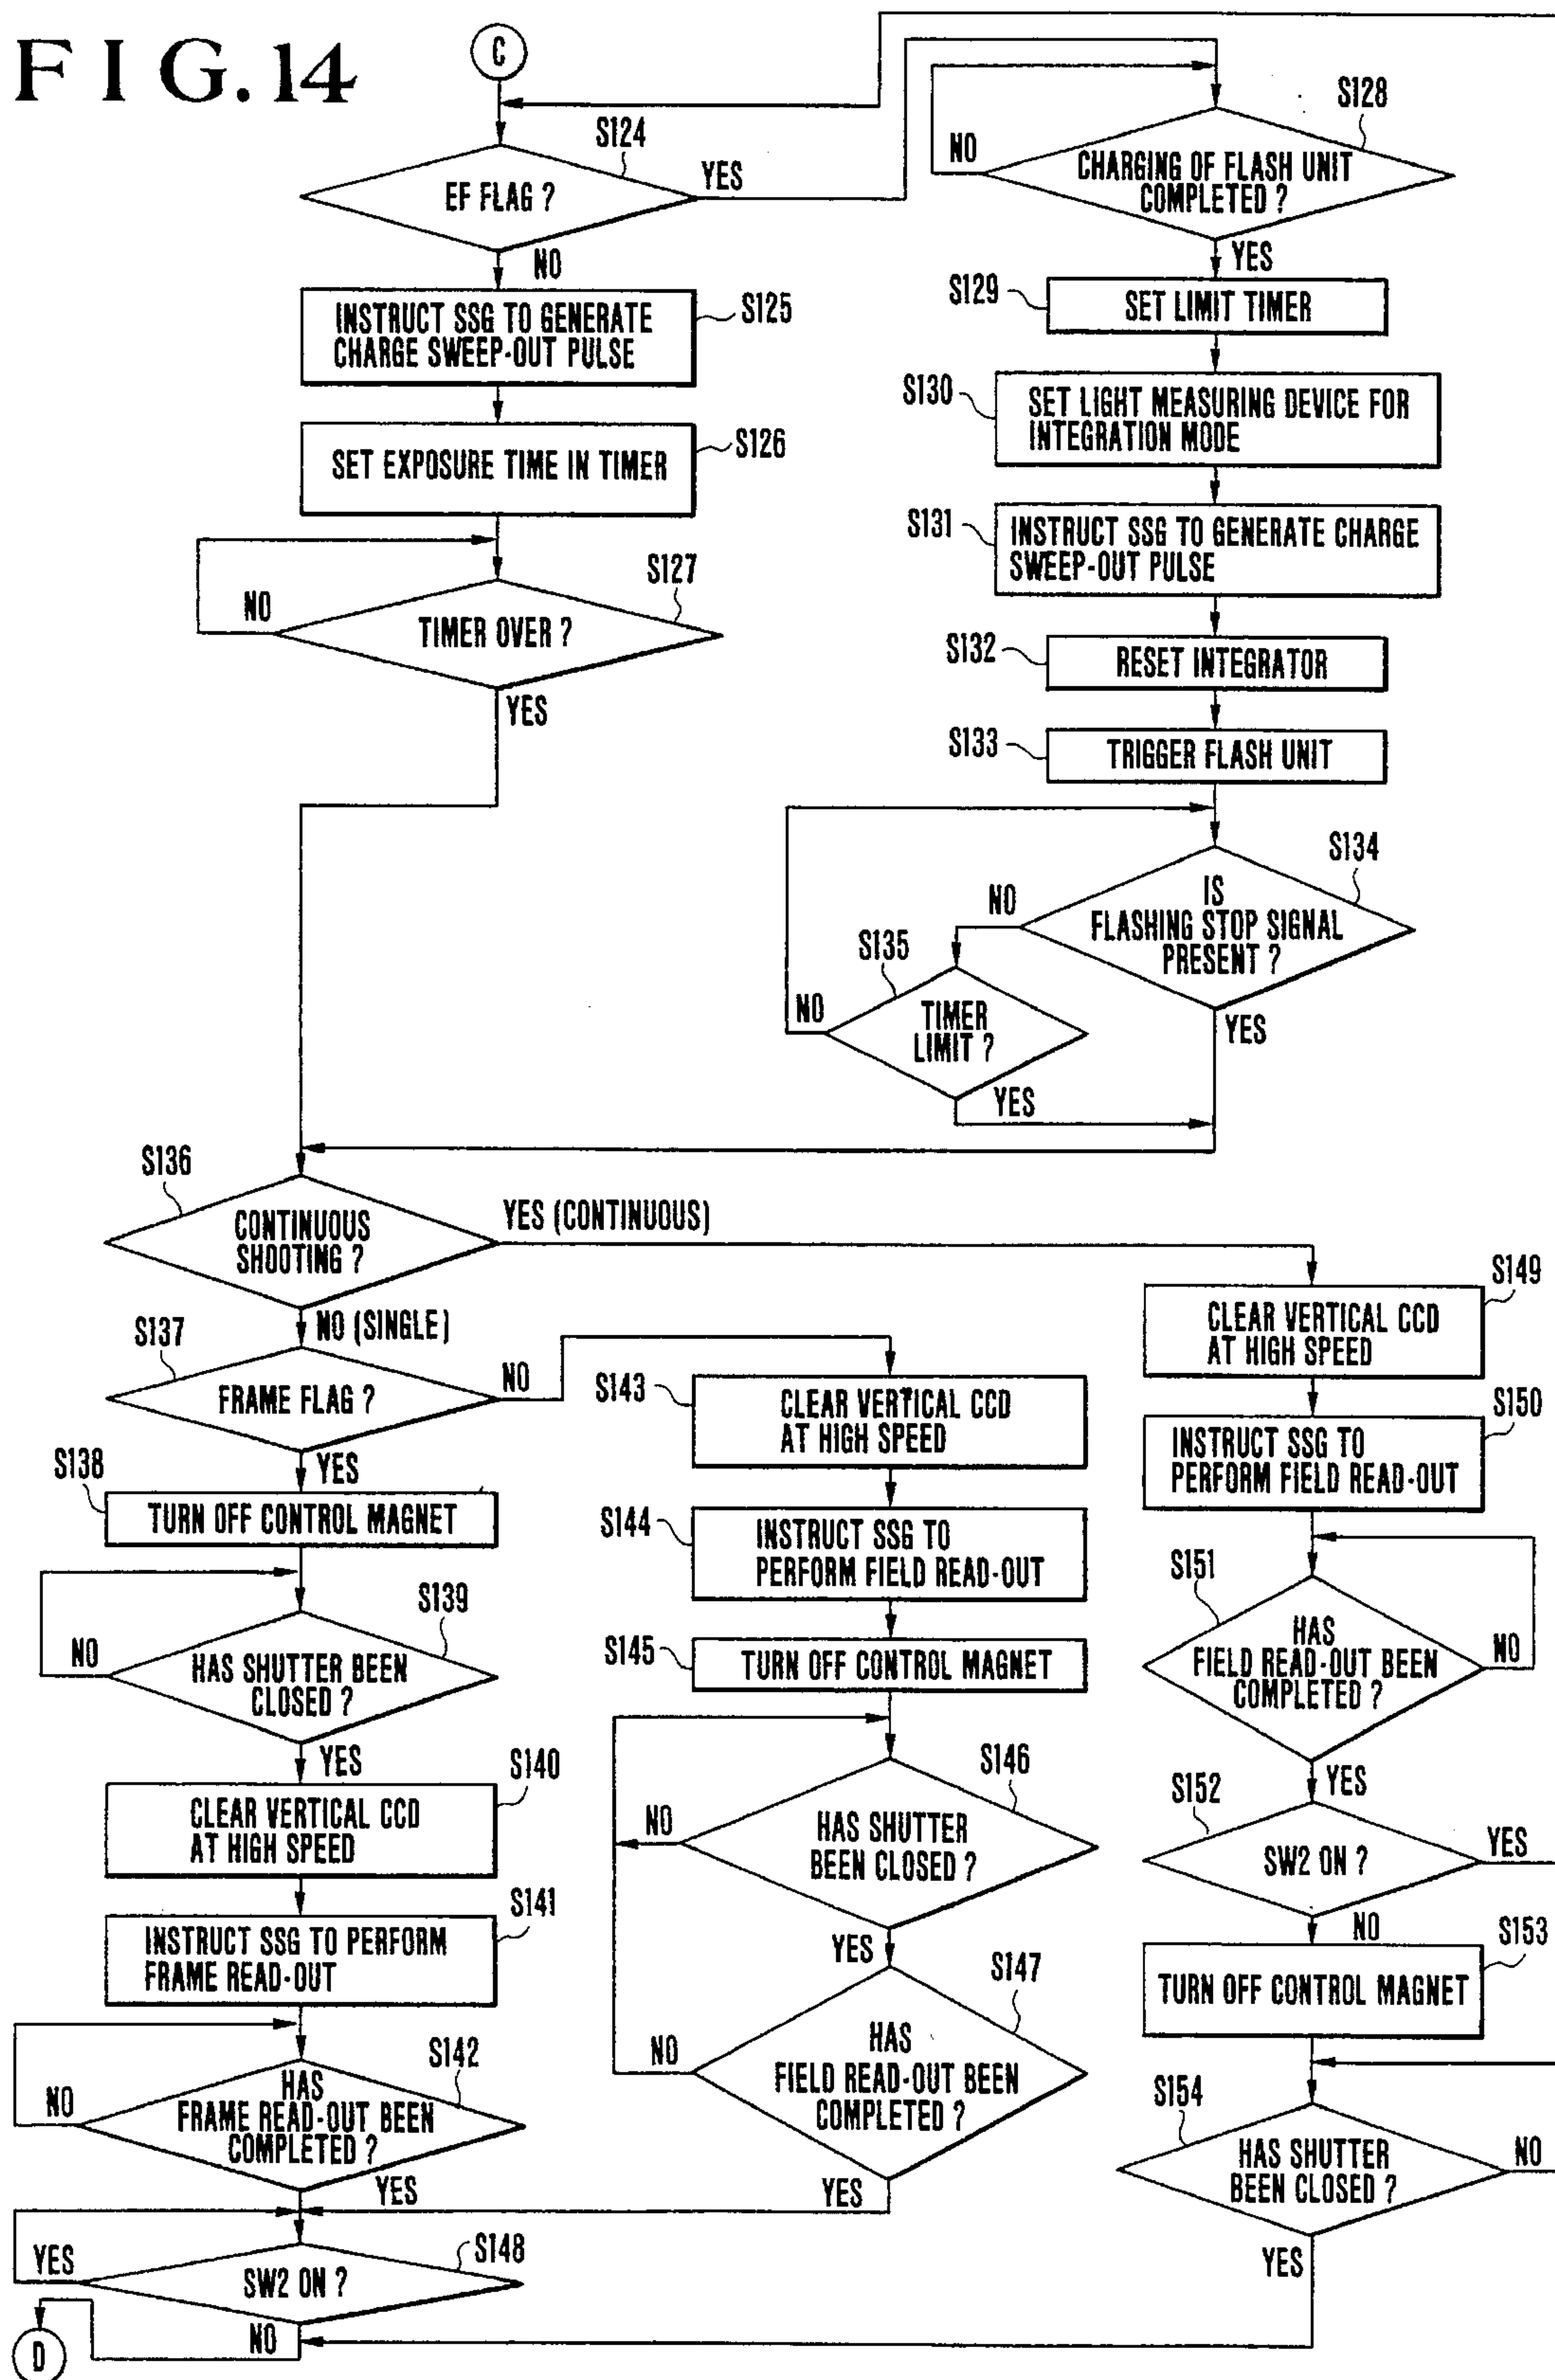 FIG.14
C
S124
EF FLAG ?
YES
NO
INSTRUCT SSG TO GENERATE
CHARGE SWEEP-OUT PULSE
S125
SET EXPOSURE TIME IN TIMER
S126
S127
TIMER OVER ?
NO
YES
S128
CHARGING OF FLASH UNIT
COMPLETED ?
NO
YES
S129
SET LIMIT TIMER
S130
SET LIGHT MEASURING DEVICE FOR
INTEGRATION MODE
S131
INSTRUCT SSG TO GENERATE CHARGE
SWEEP-OUT PULSE
S132
RESET INTEGRATOR
S133
TRIGGER FLASH UNIT
S134
IS
FLASHING STOP SIGNAL
PRESENT ?
NO
YES
S135
TIMER
LIMIT ?
NO
YES
S136
CONTINUOUS
SHOOTING ?
YES (CONTINUOUS)
NO (SINGLE)
S137
FRAME FLAG ?
NO
YES
S138
TURN OFF CONTROL MAGNET
S139
HAS SHUTTER BEEN
CLOSED ?
NO
YES
S140
CLEAR VERTICAL CCD
AT HIGH SPEED
S141
INSTRUCT SSG TO PERFORM
FRAME READ-OUT
S142
HAS
FRAME READ-OUT BEEN
COMPLETED ?
NO
YES
S143
CLEAR VERTICAL CCD
AT HIGH SPEED
S144
INSTRUCT SSG TO
PERFORM FIELD READ-OUT
S145
TURN OFF CONTROL MAGNET
S146
HAS SHUTTER
BEEN CLOSED ?
NO
YES
S147
HAS
FIELD READ-OUT BEEN
COMPLETED ?
NO
YES
S148
SW2 ON ?
YES
NO
D
S149
CLEAR VERTICAL CCD
AT HIGH SPEED
S150
INSTRUCT SSG TO
PERFORM FIELD READ-OUT
S151
HAS
FIELD READ-OUT BEEN
COMPLETED ?
NO
YES
S152
SW2 ON ?
YES
NO
S153
TURN OFF CONTROL MAGNET
S154
HAS SHUTTER
BEEN CLOSED ?
NO
YES